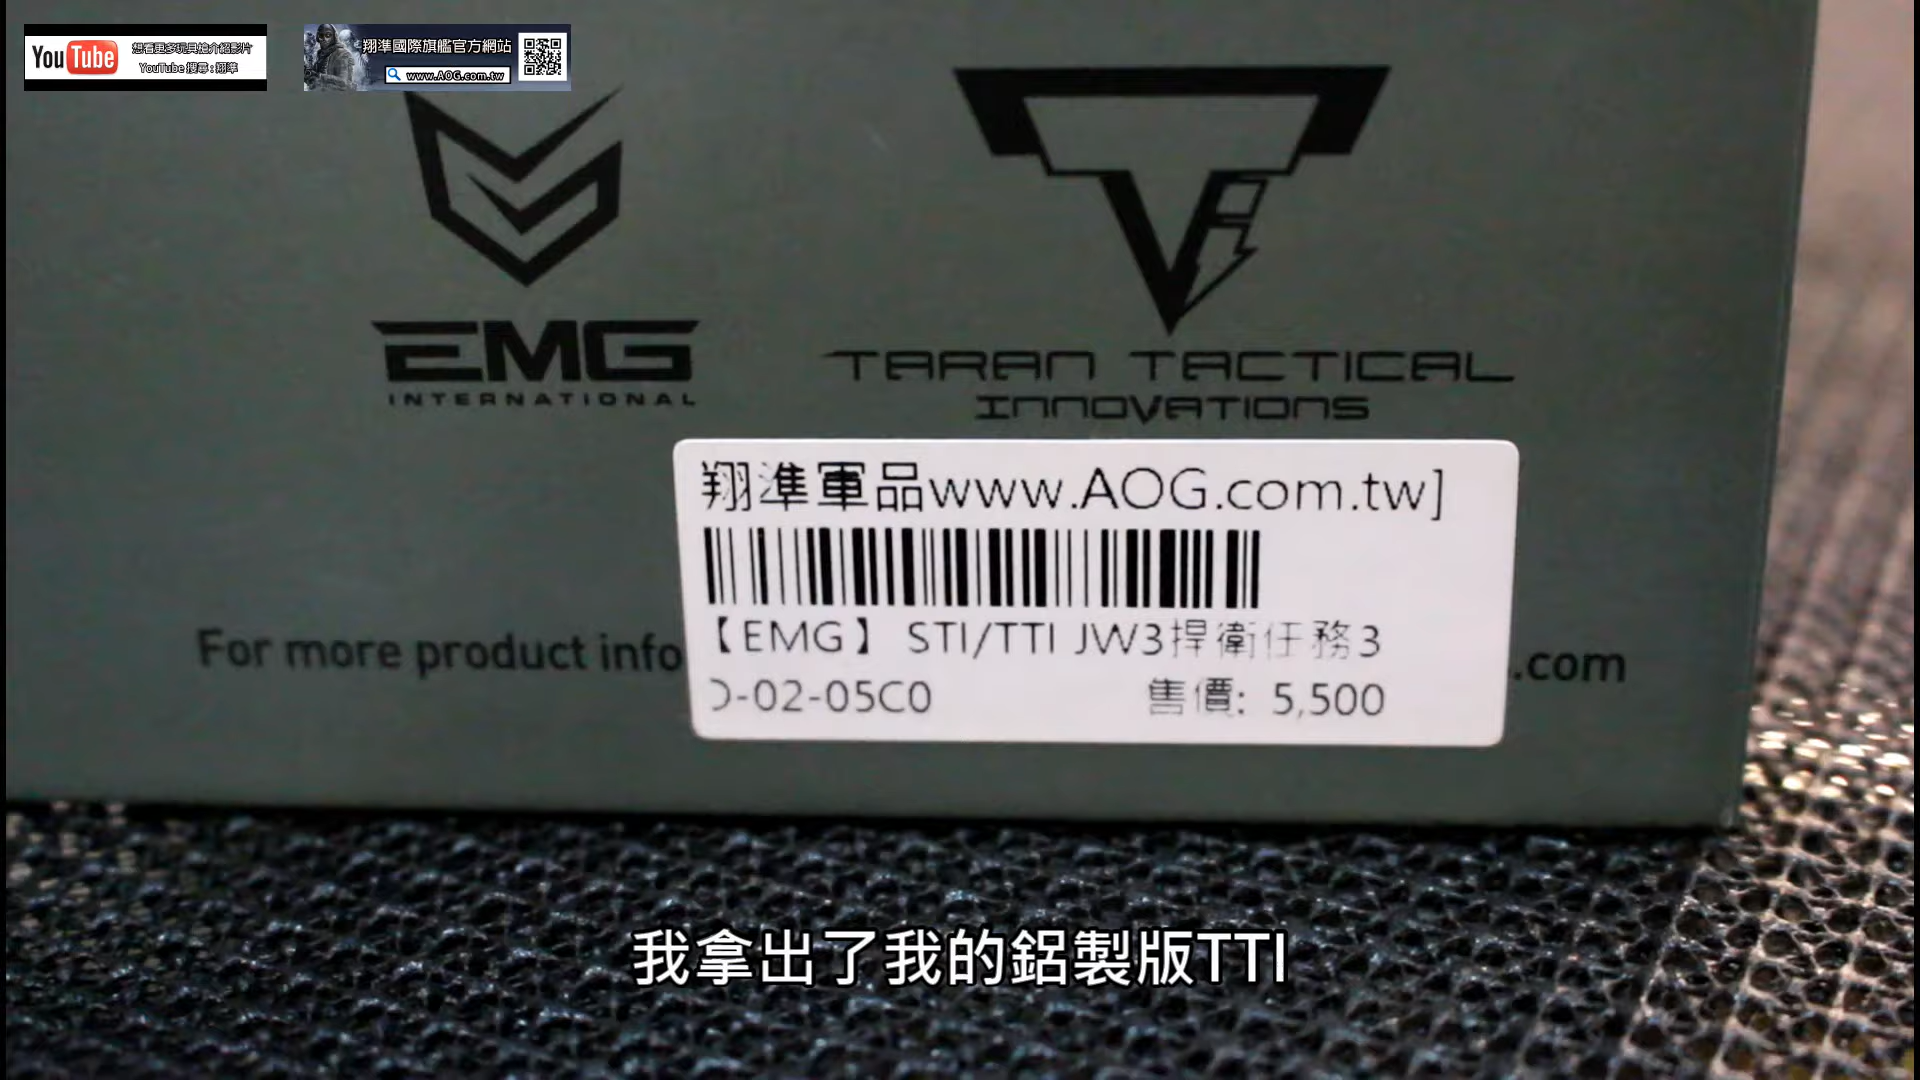 YouTube
想看更多玩具槍介紹影片
YouTube 搜尋：翔準
翔準國際旗艦官方網站
www.AOG.com.tw
EMG
INTERNATIONAL
TARAN TACTICAL
INNOVATIONS
翔準軍品www.AOG.com.tw]
【EMG】 STI/TTI JW3捍衛任務3
-02-05C0
售價: 5,500
For more product info
.com
我拿出了我的鋁製版TTI